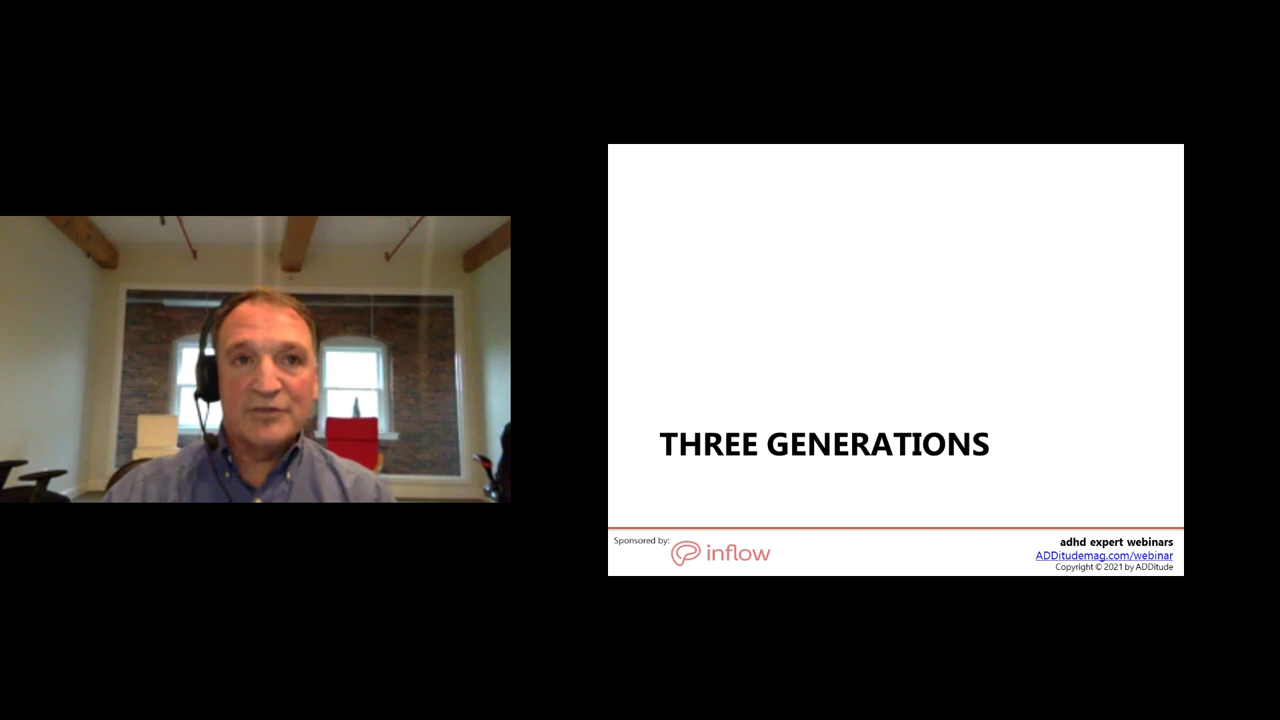 THREE GENERATIONS
Sponsored by:
inflow
adhd expert webinars
ADDitudemag.com/webinar
Copyright © 2021 by ADDitude